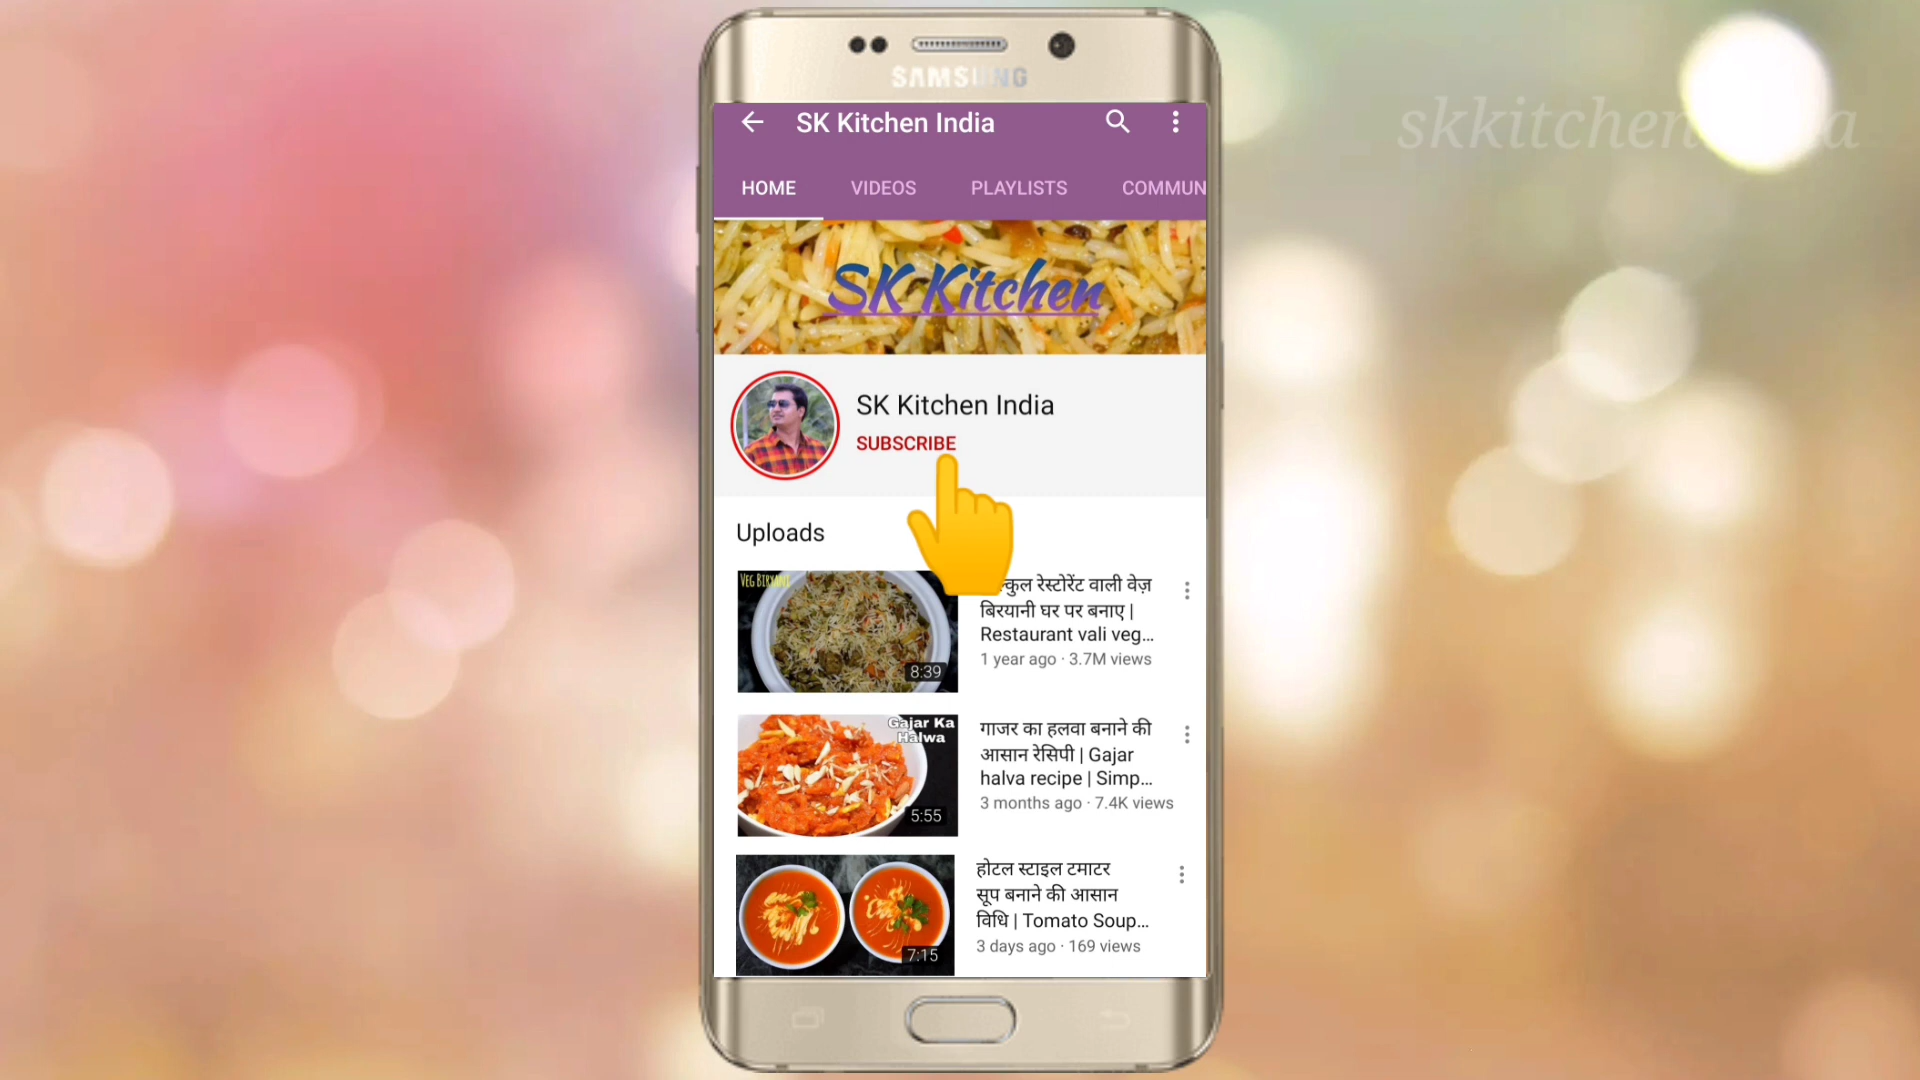 SAMSUNG
skkitchenindia
SK Kitchen India
HOME VIDEOS PLAYLISTS COMMUN
SK Kitchen
SK Kitchen India
SUBSCRIBE
Uploads
VEG BIRYANI
8:39
रेस्टोरेंट वाली वेज़
बिरयानी घर पर बनाए |
Restaurant vali veg...
1 year ago · 3.7M views
Gajar Ka
Halwa
5:55
गाजर का हलवा बनाने की
आसान रेसिपी | Gajar
halva recipe | Simp...
3 months ago · 7.4K views
7:15
होटल स्टाइल टमाटर
सूप बनाने की आसान
विधि | Tomato Soup...
3 days ago · 169 views